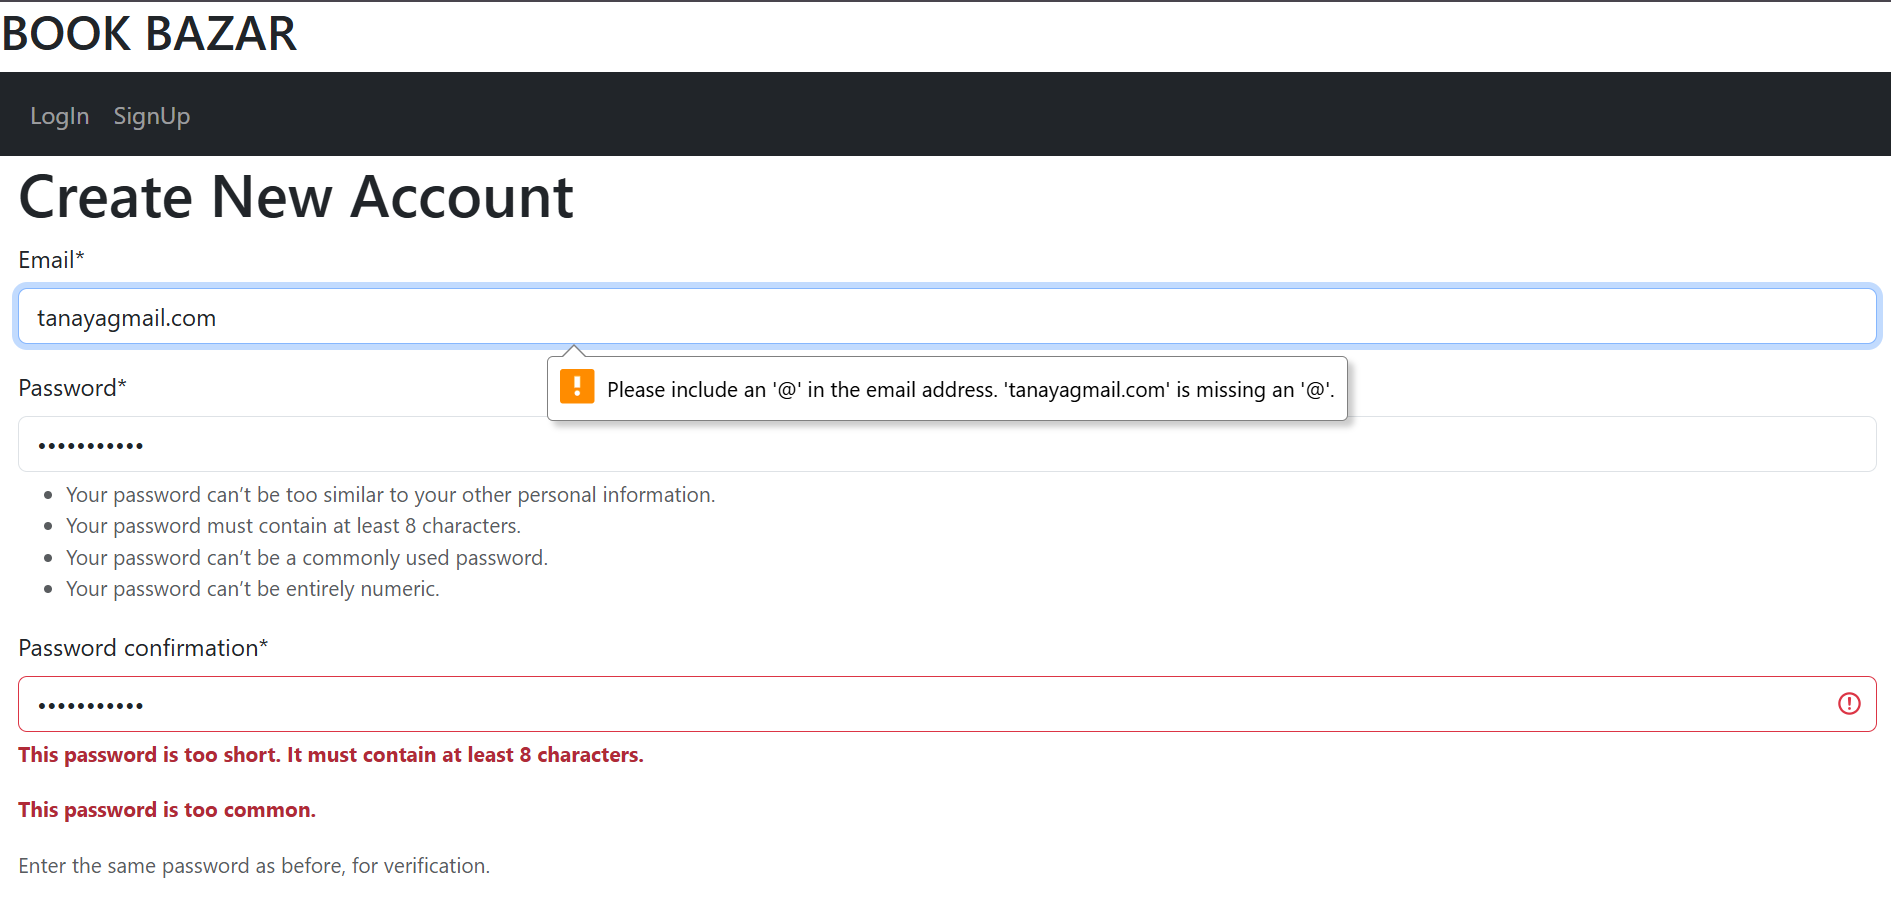 BOOK BAZAR
LogIn SignUp
Create New Account
Email*
tanayagmail.com
Please include an '@' in the email address. 'tanayagmail.com' is missing an '@'.
Password*
•••••••••••
• Your password can’t be too similar to your other personal information.
• Your password must contain at least 8 characters.
• Your password can’t be a commonly used password.
• Your password can’t be entirely numeric.
Password confirmation*
•••••••••••
This password is too short. It must contain at least 8 characters.
This password is too common.
Enter the same password as before, for verification.